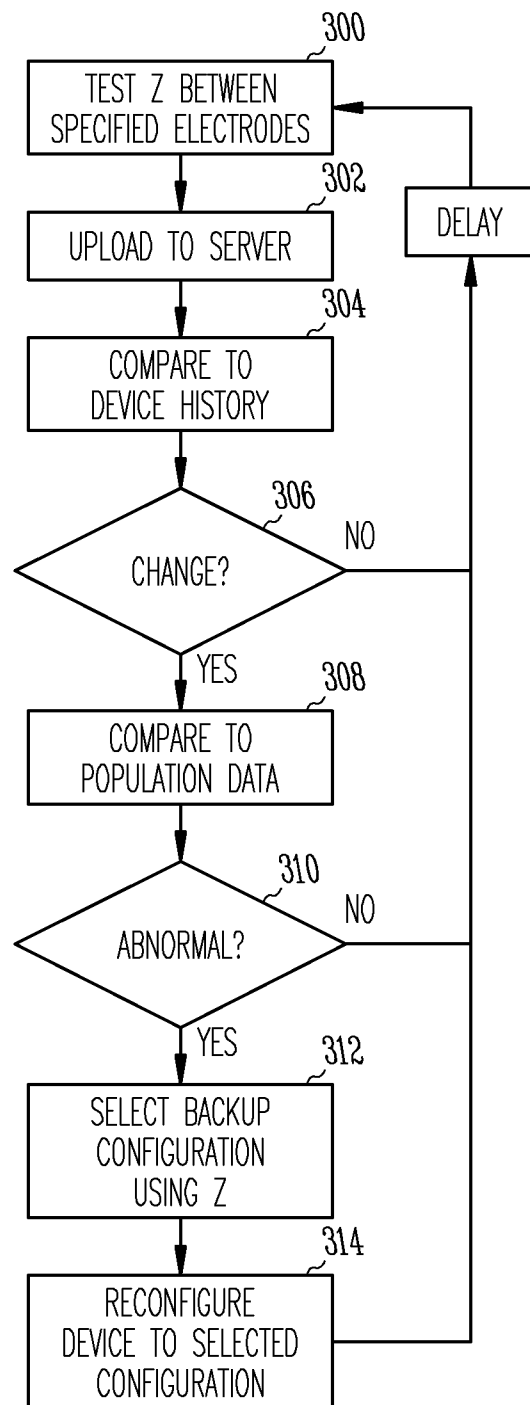 300
TEST Z BETWEEN
SPECIFIED ELECTRODES
302
DELAY
UPLOAD TO SERVER
304
COMPARE TO
DEVICE HISTORY
306
NO
CHANGE?
YES
308
COMPARE TO
POPULATION DATA
310
NO
ABNORMAL?
YES
312
SELECT BACKUP
CONFIGURATION
USING Z
314
RECONFIGURE
DEVICE TO SELECTED
CONFIGURATION